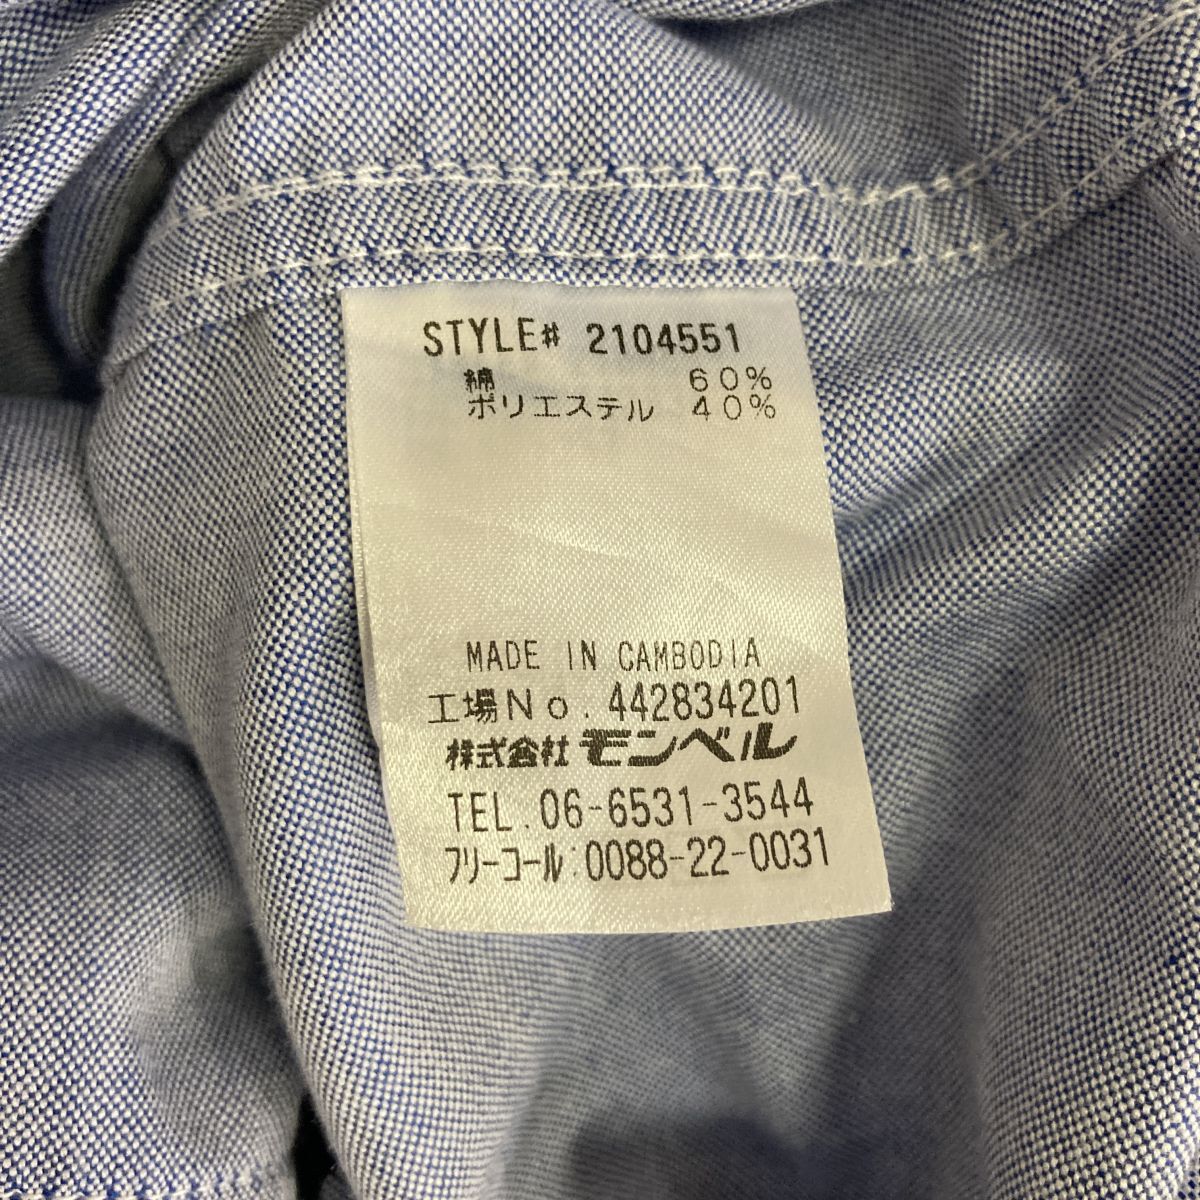 STYLE# 2104551
綿 60%
ポリエステル 40%
MADE IN CAMBODIA
工場No. 442834201
株式会社 モンベル
TEL.06-6531-3544
フリーコール:0088-22-0031